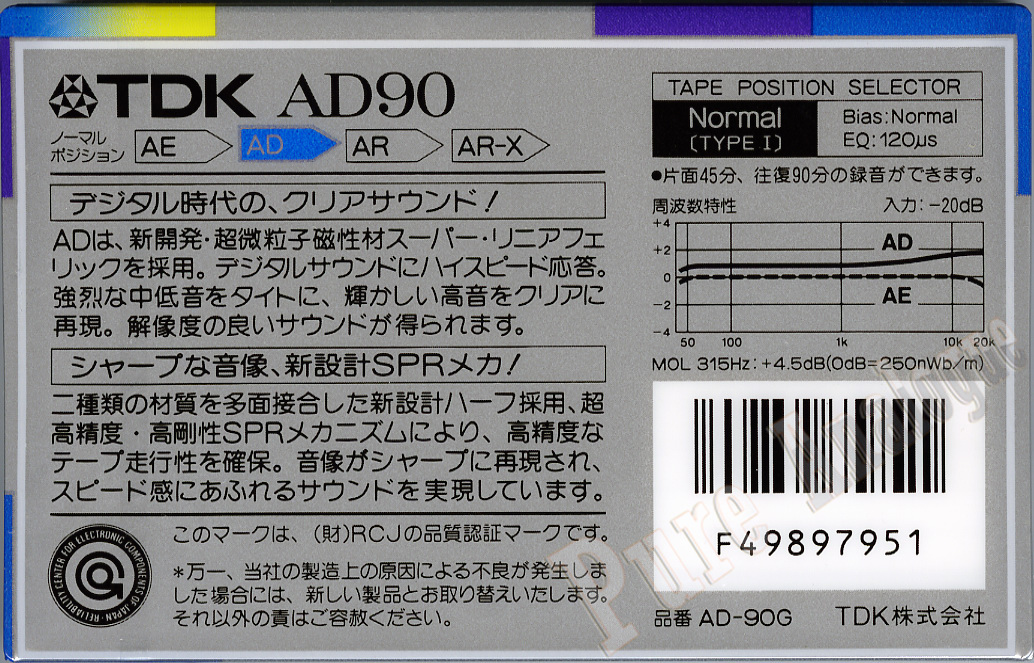 TDK AD90
ノーマル
ポジション
AE
AD
AR
AR-X
デジタル時代の、クリアサウンド!
ADは、新開発・超微粒子磁性材スーパー・リニアフェ
リックを採用。デジタルサウンドにハイスピード応答。
強烈な中低音をタイトに、輝かしい高音をクリアに
再現。解像度の良いサウンドが得られます。
シャープな音像、新設計SPRメカ!
二種類の材質を多面接合した新設計ハーフ採用、超
高精度・高剛性SPRメカニズムにより、高精度な
テープ走行性を確保。音像がシャープに再現され、
スピード感にあふれるサウンドを実現しています。
このマークは、(財)RCJの品質認証マークです。
*万一、当社の製造上の原因による不良が発生しま
した場合には、新しい製品とお取り替えいたします。
それ以外の責はご容赦ください。
RELIABILITY CENTER FOR ELECTRONIC COMPONENTS OF JAPAN
TAPE POSITION SELECTOR
Normal
(TYPE I)
Bias:Normal
EQ:120μs
●片面45分、往復90分の録音ができます。
周波数特性 入力:-20dB
+4
+2
0
-2
-4
AD
AE
50 100 1k 10k 20k
MOL 315Hz:+4.5dB(0dB=250nWb/m)
F49897951
品番 AD-90G TDK株式会社
Pure Analogue